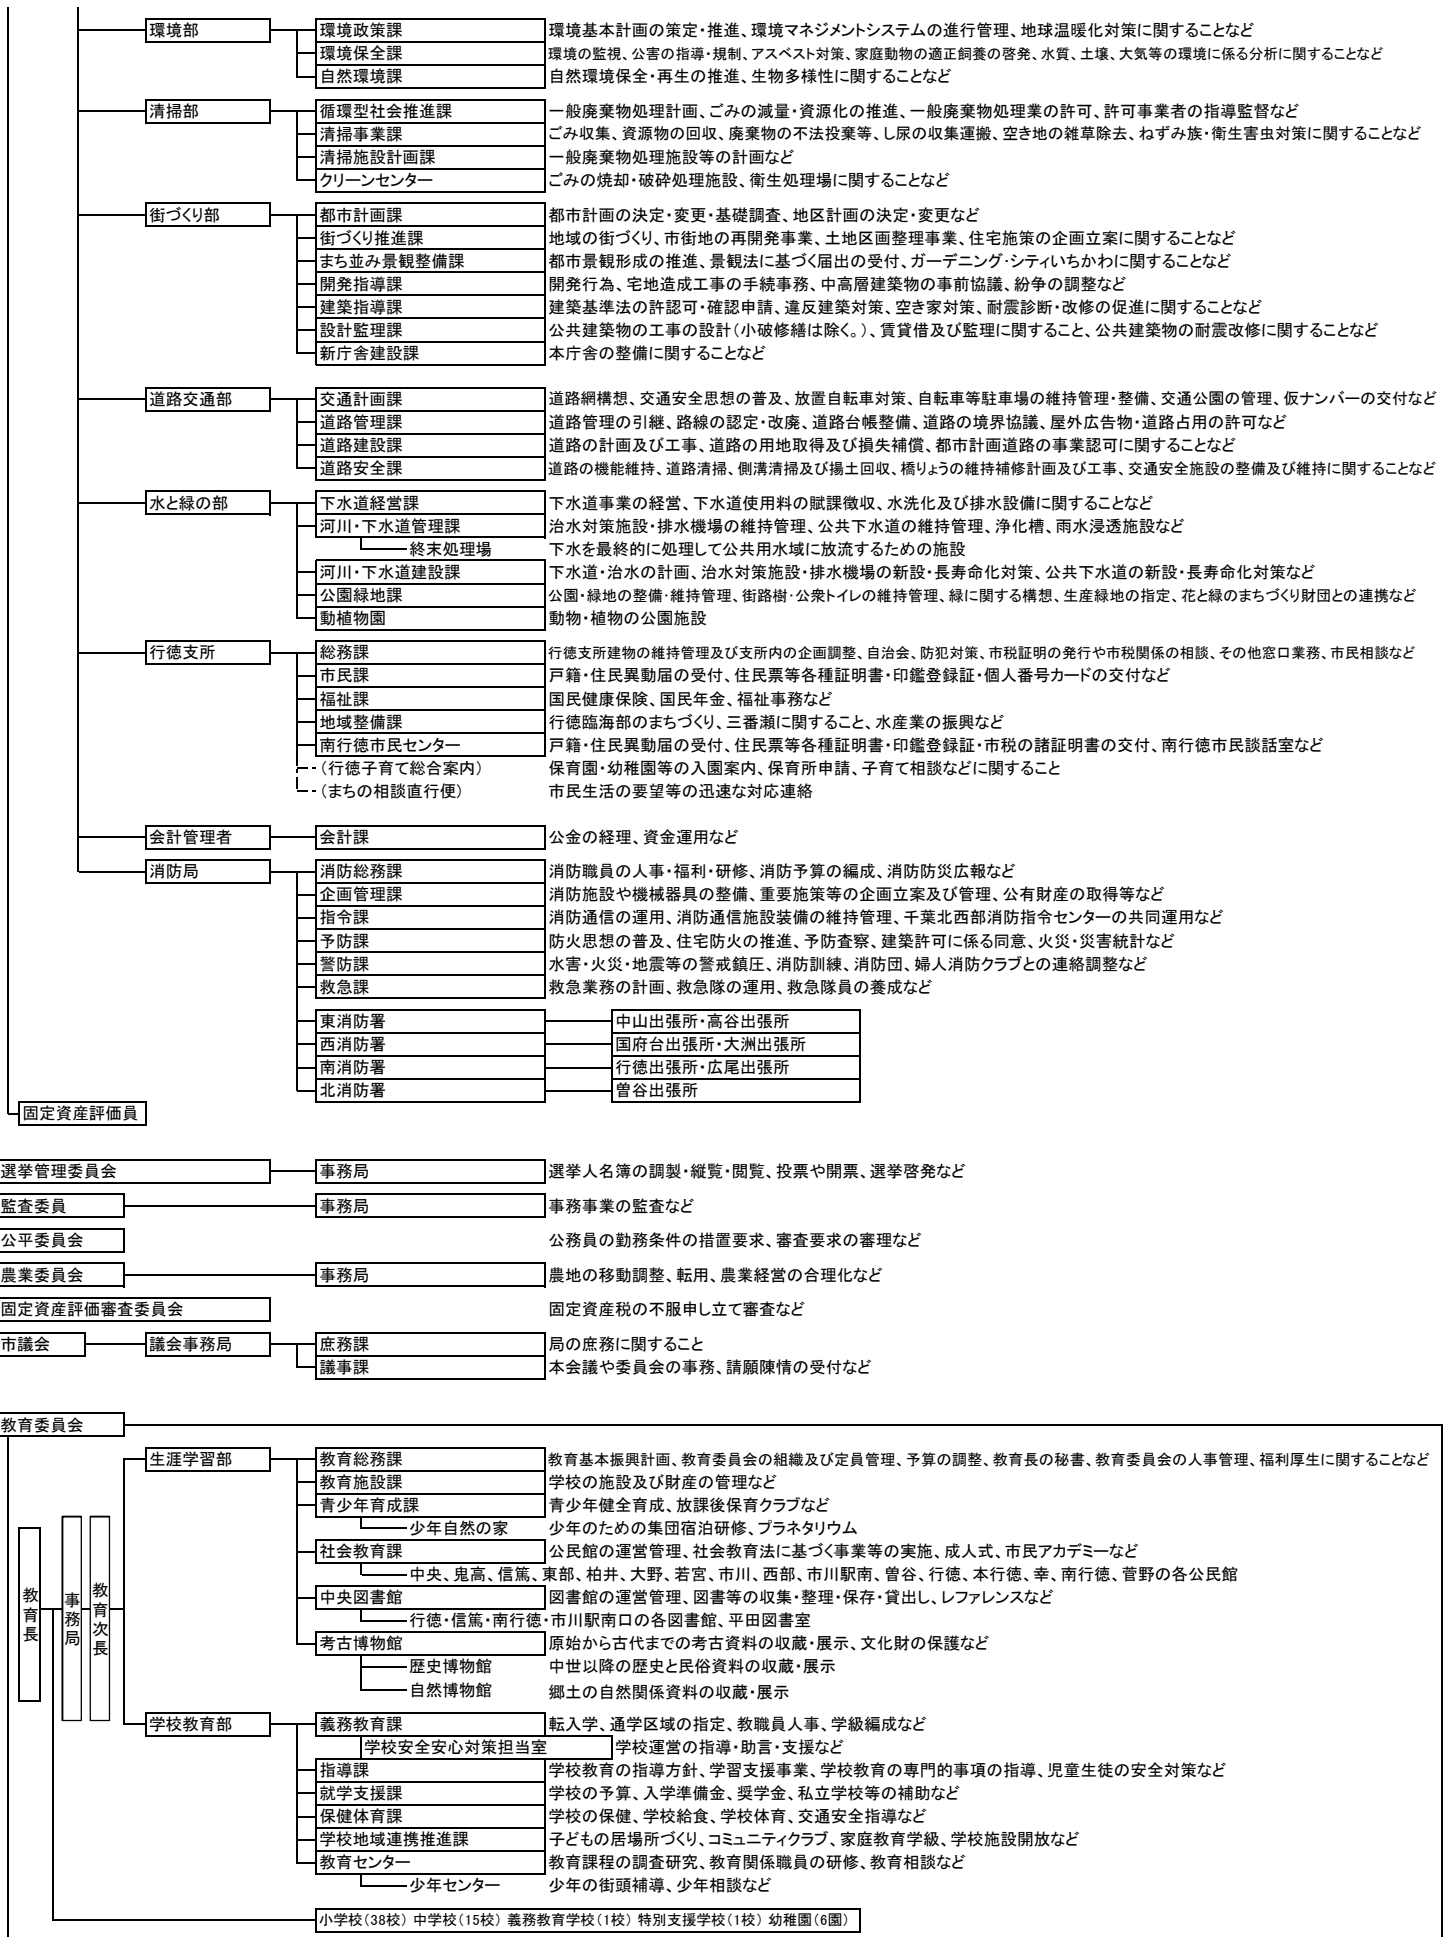 環境部 環境政策課 環境基本計画の策定・推進、環境マネジメントシステムの進行管理、地球温暖化対策に関することなど
環境保全課 環境の監視、公害の指導・規制、アスベスト対策、家庭動物の適正飼養の啓発、水質、土壌、大気等の環境に係る分析に関することなど
自然環境課 自然環境保全・再生の推進、生物多様性に関することなど
清掃部 循環型社会推進課 一般廃棄物処理計画、ごみの減量・資源化の推進、一般廃棄物処理業の許可、許可事業者の指導監督など
清掃事業課 ごみ収集、資源物の回収、廃棄物の不法投棄等、し尿の収集運搬、空き地の雑草除去、ねずみ族・衛生害虫対策に関することなど
清掃施設計画課 一般廃棄物処理施設等の計画など
クリーンセンター ごみの焼却・破砕処理施設、衛生処理場に関することなど
街づくり部 都市計画課 都市計画の決定・変更・基礎調査、地区計画の決定・変更など
街づくり推進課 地域の街づくり、市街地の再開発事業、土地区画整理事業、住宅施策の企画立案に関することなど
まち並み景観整備課 都市景観形成の推進、景観法に基づく届出の受付、ガーデニング・シティいちかわに関することなど
開発指導課 開発行為、宅地造成工事の手続事務、中高層建築物の事前協議、紛争の調整など
建築指導課 建築基準法の許認可・確認申請、違反建築対策、空き家対策、耐震診断・改修の促進に関することなど
設計監理課 公共建築物の工事の設計（小破修繕は除く。）、賃貸借及び監理に関すること、公共建築物の耐震改修に関することなど
新庁舎建設課 本庁舎の整備に関することなど
道路交通部 交通計画課 道路網構想、交通安全思想の普及、放置自転車対策、自転車等駐車場の維持管理・整備、交通公園の管理、仮ナンバーの交付など
道路管理課 道路管理の引継、路線の認定・改廃、道路台帳整備、道路の境界協議、屋外広告物・道路占用の許可など
道路建設課 道路の計画及び工事、道路の用地取得及び損失補償、都市計画道路の事業認可に関することなど
道路安全課 道路の機能維持、道路清掃、側溝清掃及び揚土回収、橋りょうの維持補修計画及び工事、交通安全施設の整備及び維持に関することなど
水と緑の部 下水道経営課 下水道事業の経営、下水道使用料の賦課徴収、水洗化及び排水設備に関することなど
河川・下水道管理課 治水対策施設・排水機場の維持管理、公共下水道の維持管理、浄化槽、雨水浸透施設など
終末処理場 下水を最終的に処理して公共用水域に放流するための施設
河川・下水道建設課 下水道・治水の計画、治水対策施設・排水機場の新設・長寿命化対策、公共下水道の新設・長寿命化対策など
公園緑地課 公園・緑地の整備・維持管理、街路樹・公衆トイレの維持管理、緑に関する構想、生産緑地の指定、花と緑のまちづくり財団との連携など
動植物園 動物・植物の公園施設
行徳支所 総務課 行徳支所建物の維持管理及び支所内の企画調整、自治会、防犯対策、市税証明の発行や市税関係の相談、その他窓口業務、市民相談など
市民課 戸籍・住民異動届の受付、住民票等各種証明書・印鑑登録証・個人番号カードの交付など
福祉課 国民健康保険、国民年金、福祉事務など
地域整備課 行徳臨海部のまちづくり、三番瀬に関すること、水産業の振興など
南行徳市民センター 戸籍・住民異動届の受付、住民票等各種証明書・印鑑登録証・市税の諸証明書の交付、南行徳市民談話室など
（行徳子育て総合案内） 保育園・幼稚園等の入園案内、保育所申請、子育て相談などに関すること
（まちの相談直行便） 市民生活の要望等の迅速な対応連絡
会計管理者 会計課 公金の経理、資金運用など
消防局 消防総務課 消防職員の人事・福利・研修、消防予算の編成、消防防災広報など
企画管理課 消防施設や機械器具の整備、重要施策等の企画立案及び管理、公有財産の取得等など
指令課 消防通信の運用、消防通信施設装備の維持管理、千葉北西部消防指令センターの共同運用など
予防課 防火思想の普及、住宅防火の推進、予防査察、建築許可に係る同意、火災・災害統計など
警防課 水害・火災・地震等の警戒鎮圧、消防訓練、消防団、婦人消防クラブとの連絡調整など
救急課 救急業務の計画、救急隊の運用、救急隊員の養成など
東消防署 中山出張所・高谷出張所
西消防署 国府台出張所・大洲出張所
南消防署 行徳出張所・広尾出張所
北消防署 曽谷出張所
固定資産評価員
選挙管理委員会 事務局 選挙人名簿の調製・縦覧・閲覧、投票や開票、選挙啓発など
監査委員 事務局 事務事業の監査など
公平委員会 公務員の勤務条件の措置要求、審査要求の審理など
農業委員会 事務局 農地の移動調整、転用、農業経営の合理化など
固定資産評価審査委員会 固定資産税の不服申し立て審査など
市議会 議会事務局 庶務課 局の庶務に関すること
議事課 本会議や委員会の事務、請願陳情の受付など
教育委員会
教育長
事務局
教育次長
生涯学習部 教育総務課 教育基本振興計画、教育委員会の組織及び定員管理、予算の調整、教育長の秘書、教育委員会の人事管理、福利厚生に関することなど
教育施設課 学校の施設及び財産の管理など
青少年育成課 青少年健全育成、放課後保育クラブなど
少年自然の家 少年のための集団宿泊研修、プラネタリウム
社会教育課 公民館の運営管理、社会教育法に基づく事業等の実施、成人式、市民アカデミーなど
中央、鬼高、信篤、東部、柏井、大野、若宮、市川、西部、市川駅南、曽谷、行徳、本行徳、幸、南行徳、菅野の各公民館
中央図書館 図書館の運営管理、図書等の収集・整理・保存・貸出し、レファレンスなど
行徳・信篤・南行徳・市川駅南口の各図書館、平田図書室
考古博物館 原始から古代までの考古資料の収蔵・展示、文化財の保護など
歴史博物館 中世以降の歴史と民俗資料の収蔵・展示
自然博物館 郷土の自然関係資料の収蔵・展示
学校教育部 義務教育課 転入学、通学区域の指定、教職員人事、学級編成など
学校安全安心対策担当室 学校運営の指導・助言・支援など
指導課 学校教育の指導方針、学習支援事業、学校教育の専門的事項の指導、児童生徒の安全対策など
就学支援課 学校の予算、入学準備金、奨学金、私立学校等の補助など
保健体育課 学校の保健、学校給食、学校体育、交通安全指導など
学校地域連携推進課 子どもの居場所づくり、コミュニティクラブ、家庭教育学級、学校施設開放など
教育センター 教育課程の調査研究、教育関係職員の研修、教育相談など
少年センター 少年の街頭補導、少年相談など
小学校（38校） 中学校（15校） 義務教育学校（1校） 特別支援学校（1校） 幼稚園（6園）